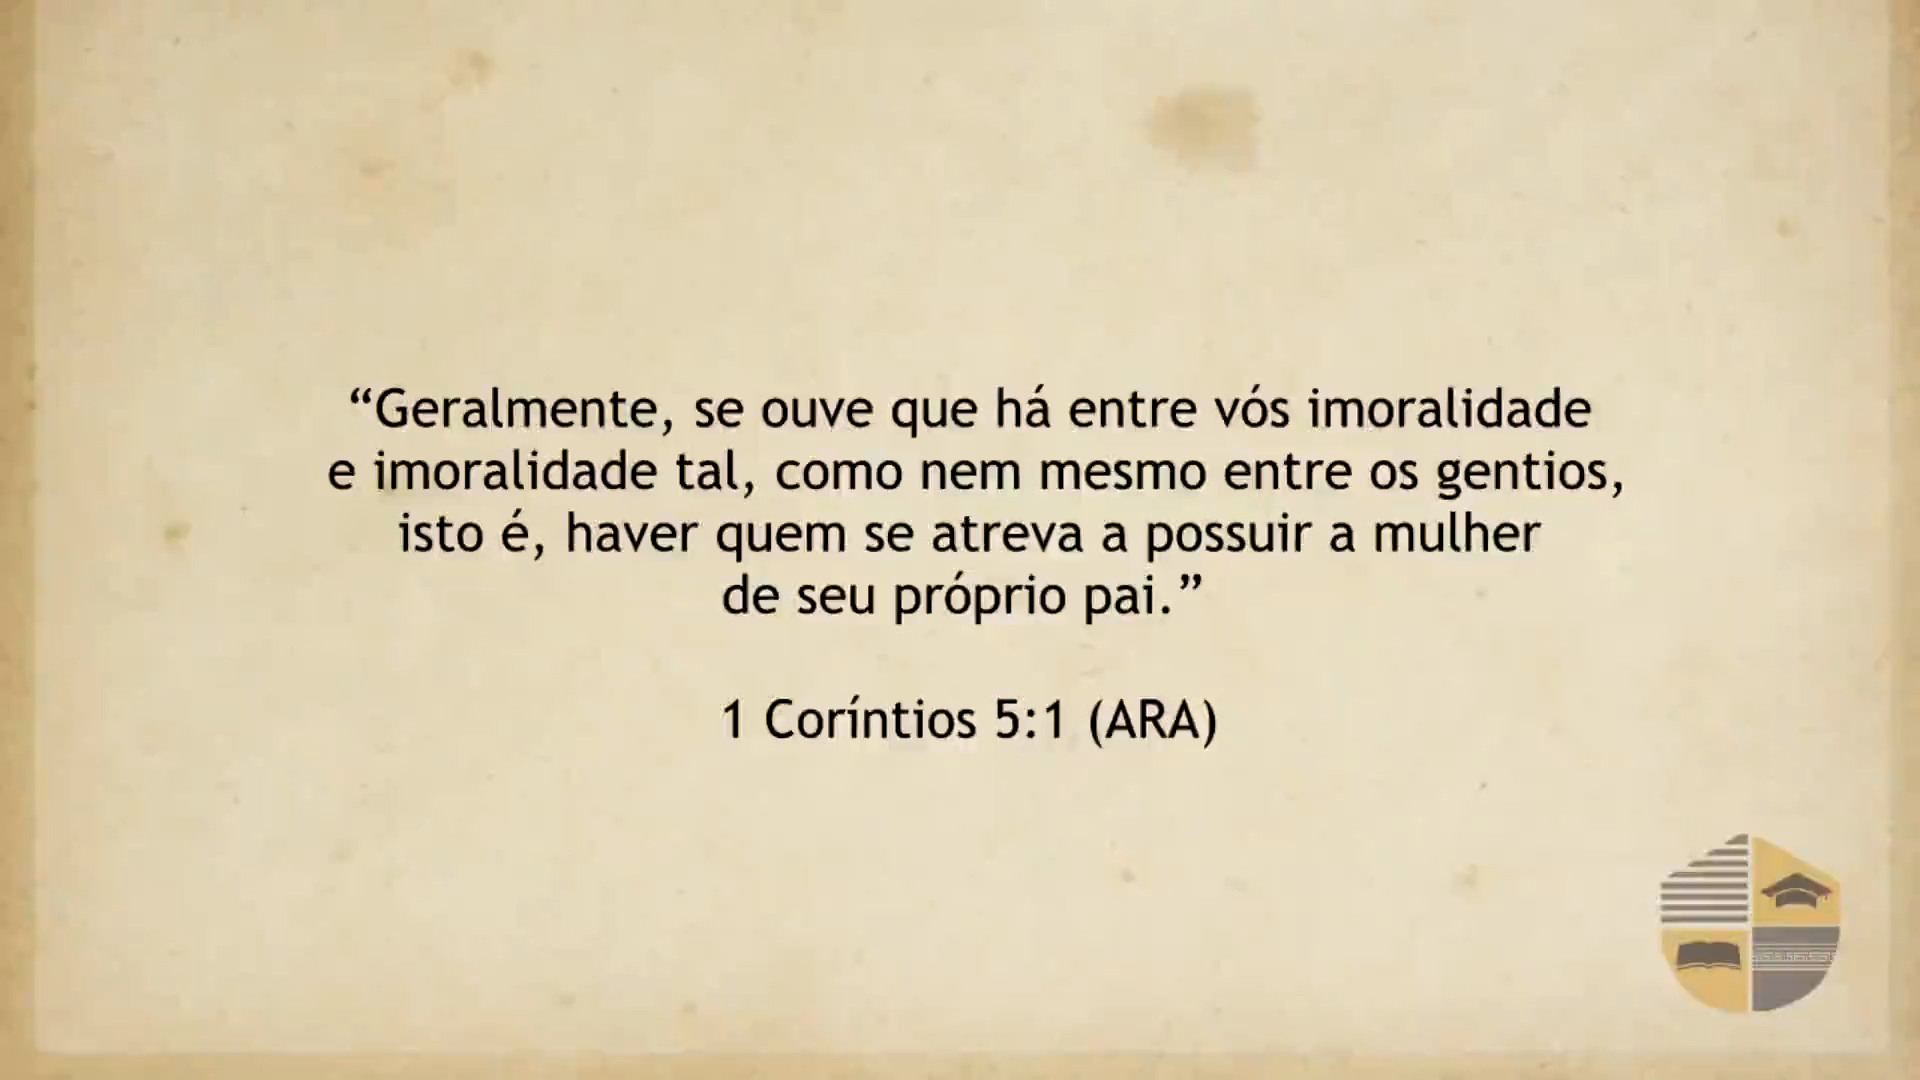 “Geralmente, se ouve que há entre vós imoralidade
e imoralidade tal, como nem mesmo entre os gentios,
isto é, haver quem se atreva a possuir a mulher
de seu próprio pai.”
1 Coríntios 5:1 (ARA)